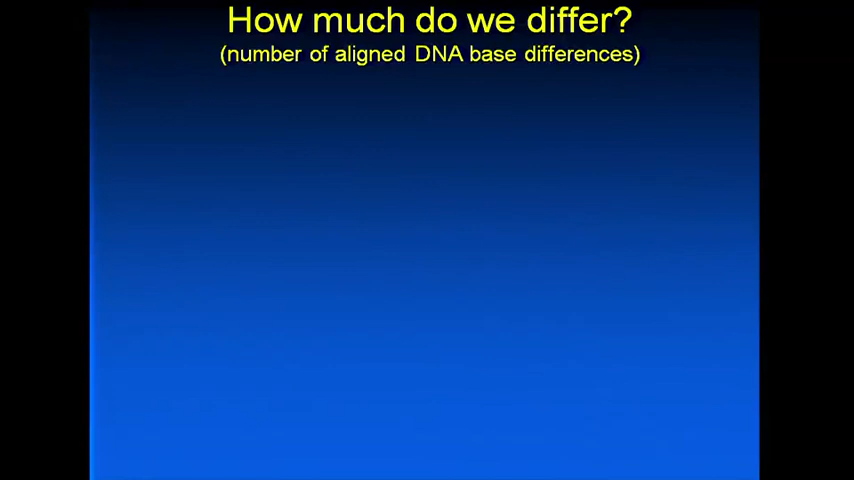 How much do we differ?
(number of aligned DNA base differences)